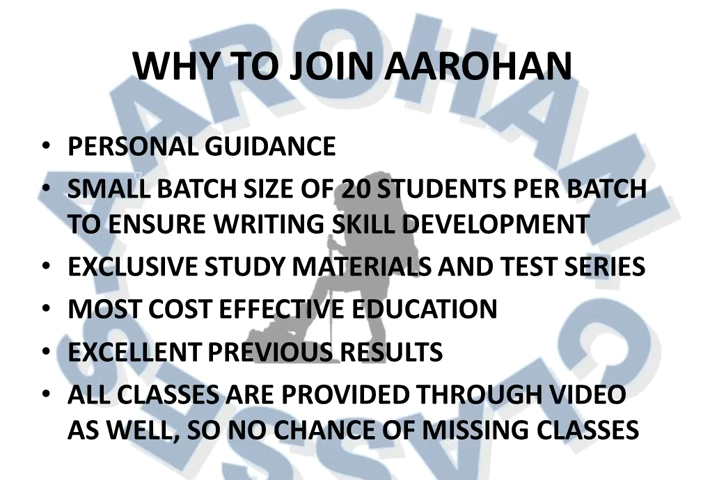 WHY TO JOIN AAROHAN
• PERSONAL GUIDANCE
• SMALL BATCH SIZE OF 20 STUDENTS PER BATCH
TO ENSURE WRITING SKILL DEVELOPMENT
• EXCLUSIVE STUDY MATERIALS AND TEST SERIES
• MOST COST EFFECTIVE EDUCATION
• EXCELLENT PREVIOUS RESULTS
• ALL CLASSES ARE PROVIDED THROUGH VIDEO
AS WELL, SO NO CHANCE OF MISSING CLASSES
AAROHAN-CLASSES